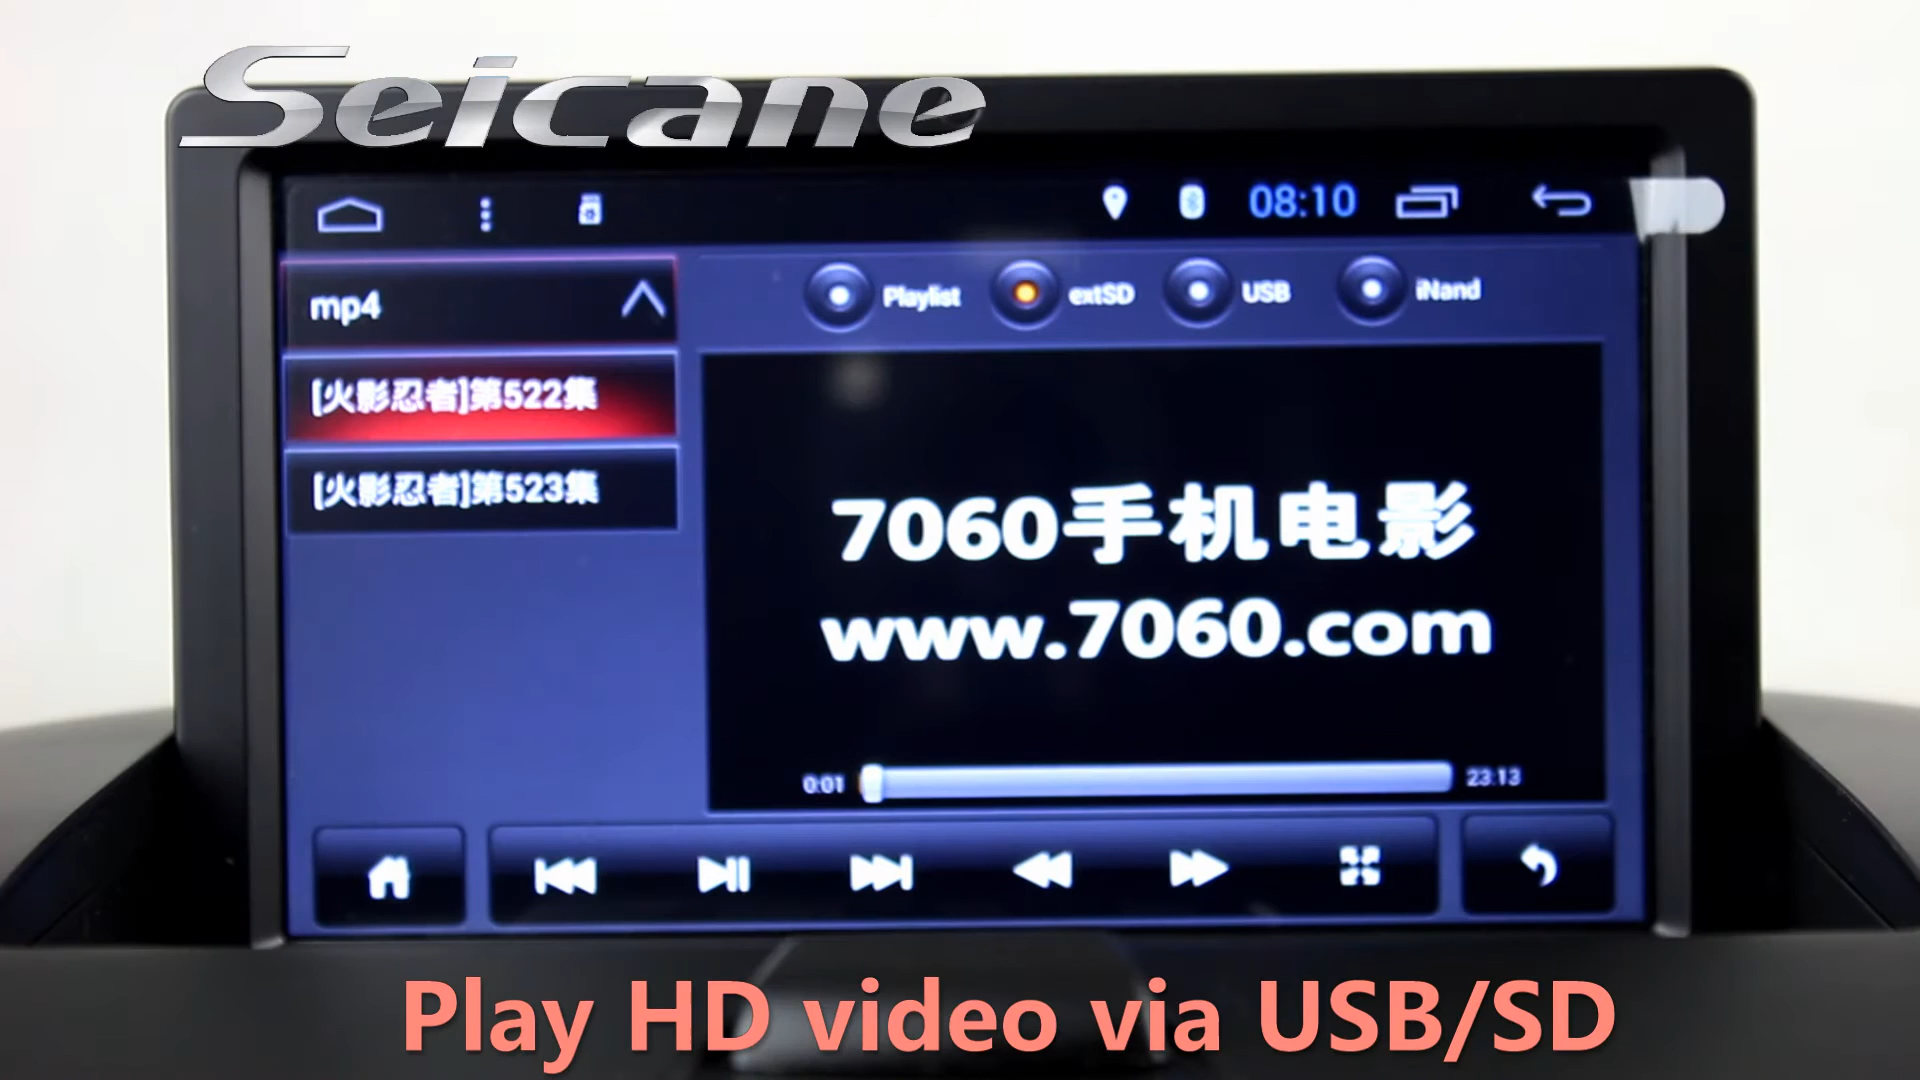 Seicane
08:10
mp4
Playlist
extSD
USB
iNand
[火影忍者]第522集
[火影忍者]第523集
7060手机电影
www.7060.com
0:01
23:13
Play HD video via USB/SD